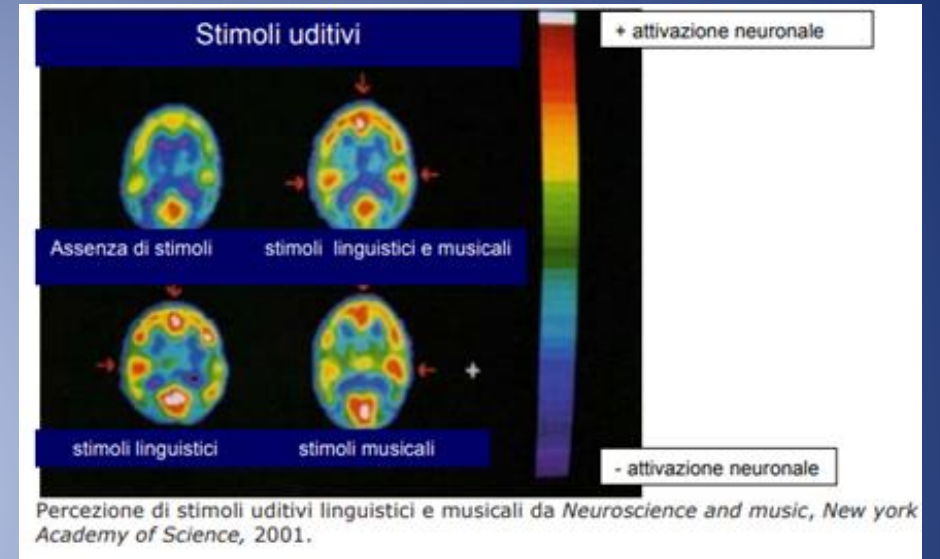 Stimoli uditivi
+ attivazione neuronale
Assenza di stimoli
stimoli linguistici e musicali
stimoli linguistici
stimoli musicali
- attivazione neuronale
Percezione di stimoli uditivi linguistici e musicali da Neuroscience and music, New york
Academy of Science, 2001.